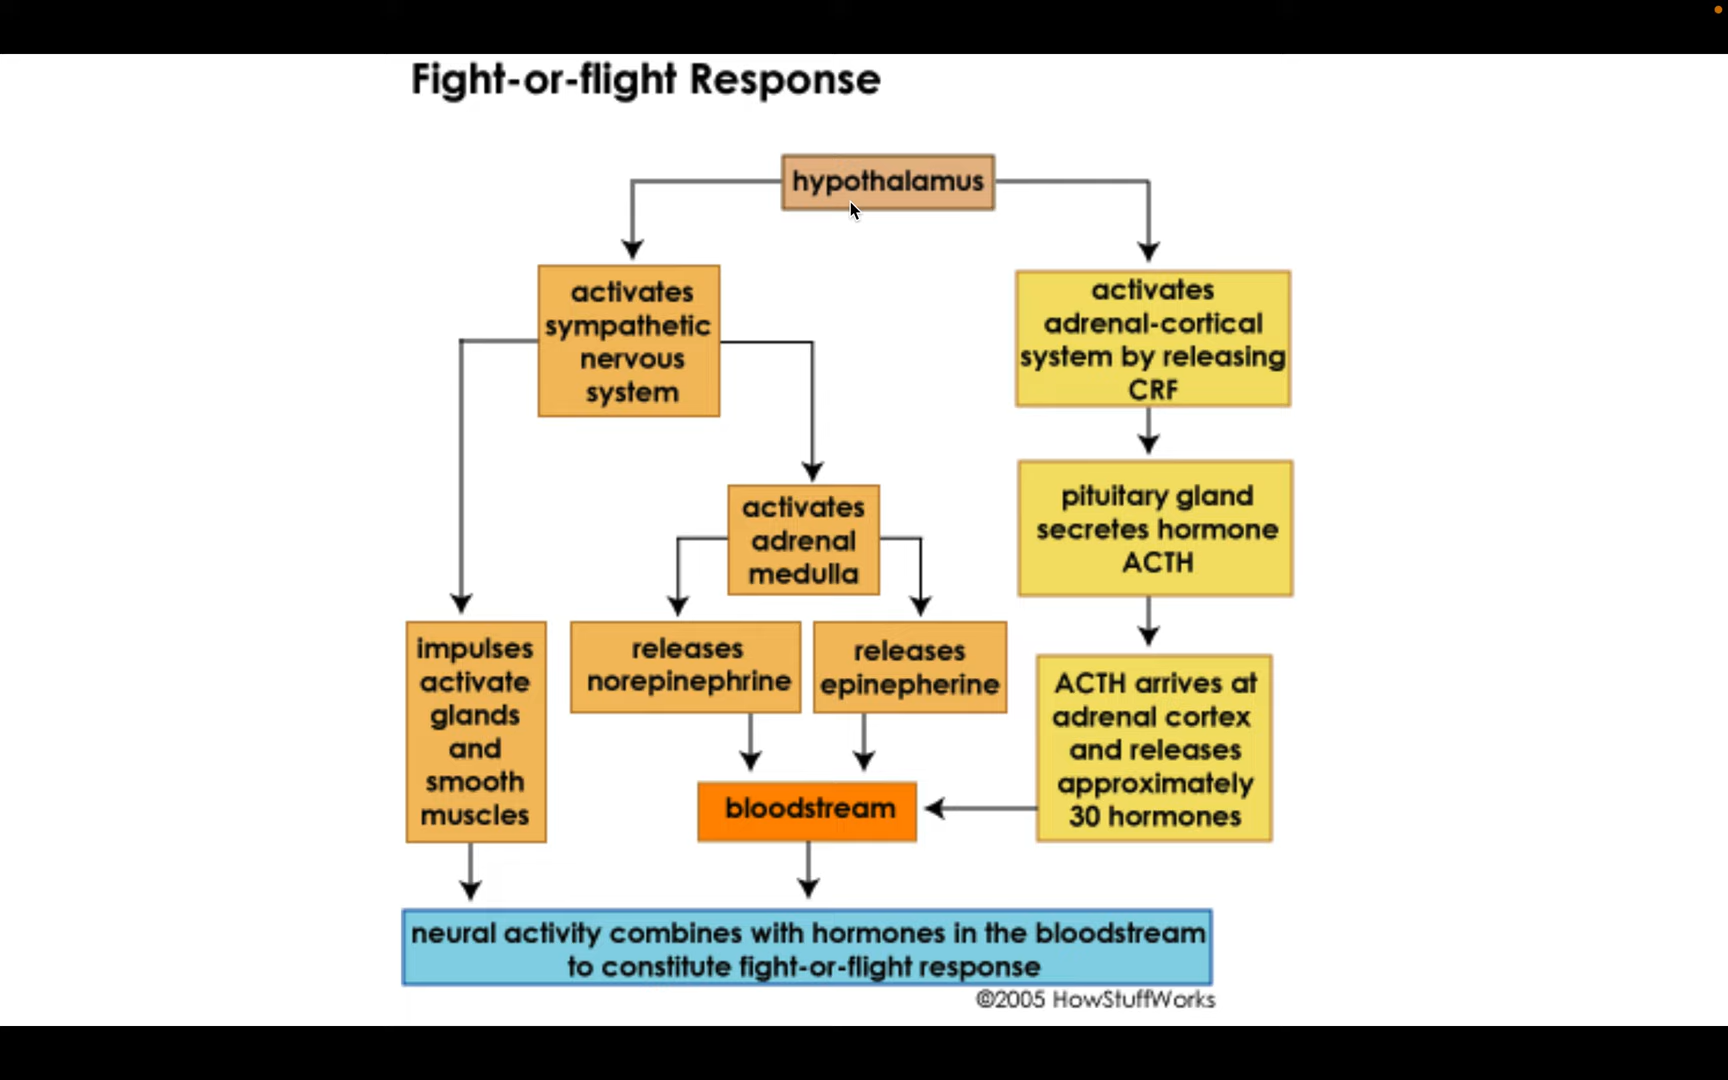 Fight-or-flight Response
hypothalamus
activates
sympathetic
nervous
system
activates
adrenal-cortical
system by releasing
CRF
activates
adrenal
medulla
pituitary gland
secretes hormone
ACTH
impulses
activate
glands
and
smooth
muscles
releases
norepinephrine
releases
epinepherine
ACTH arrives at
adrenal cortex
and releases
approximately
30 hormones
bloodstream
neural activity combines with hormones in the bloodstream
to constitute fight-or-flight response
©2005 HowStuffWorks